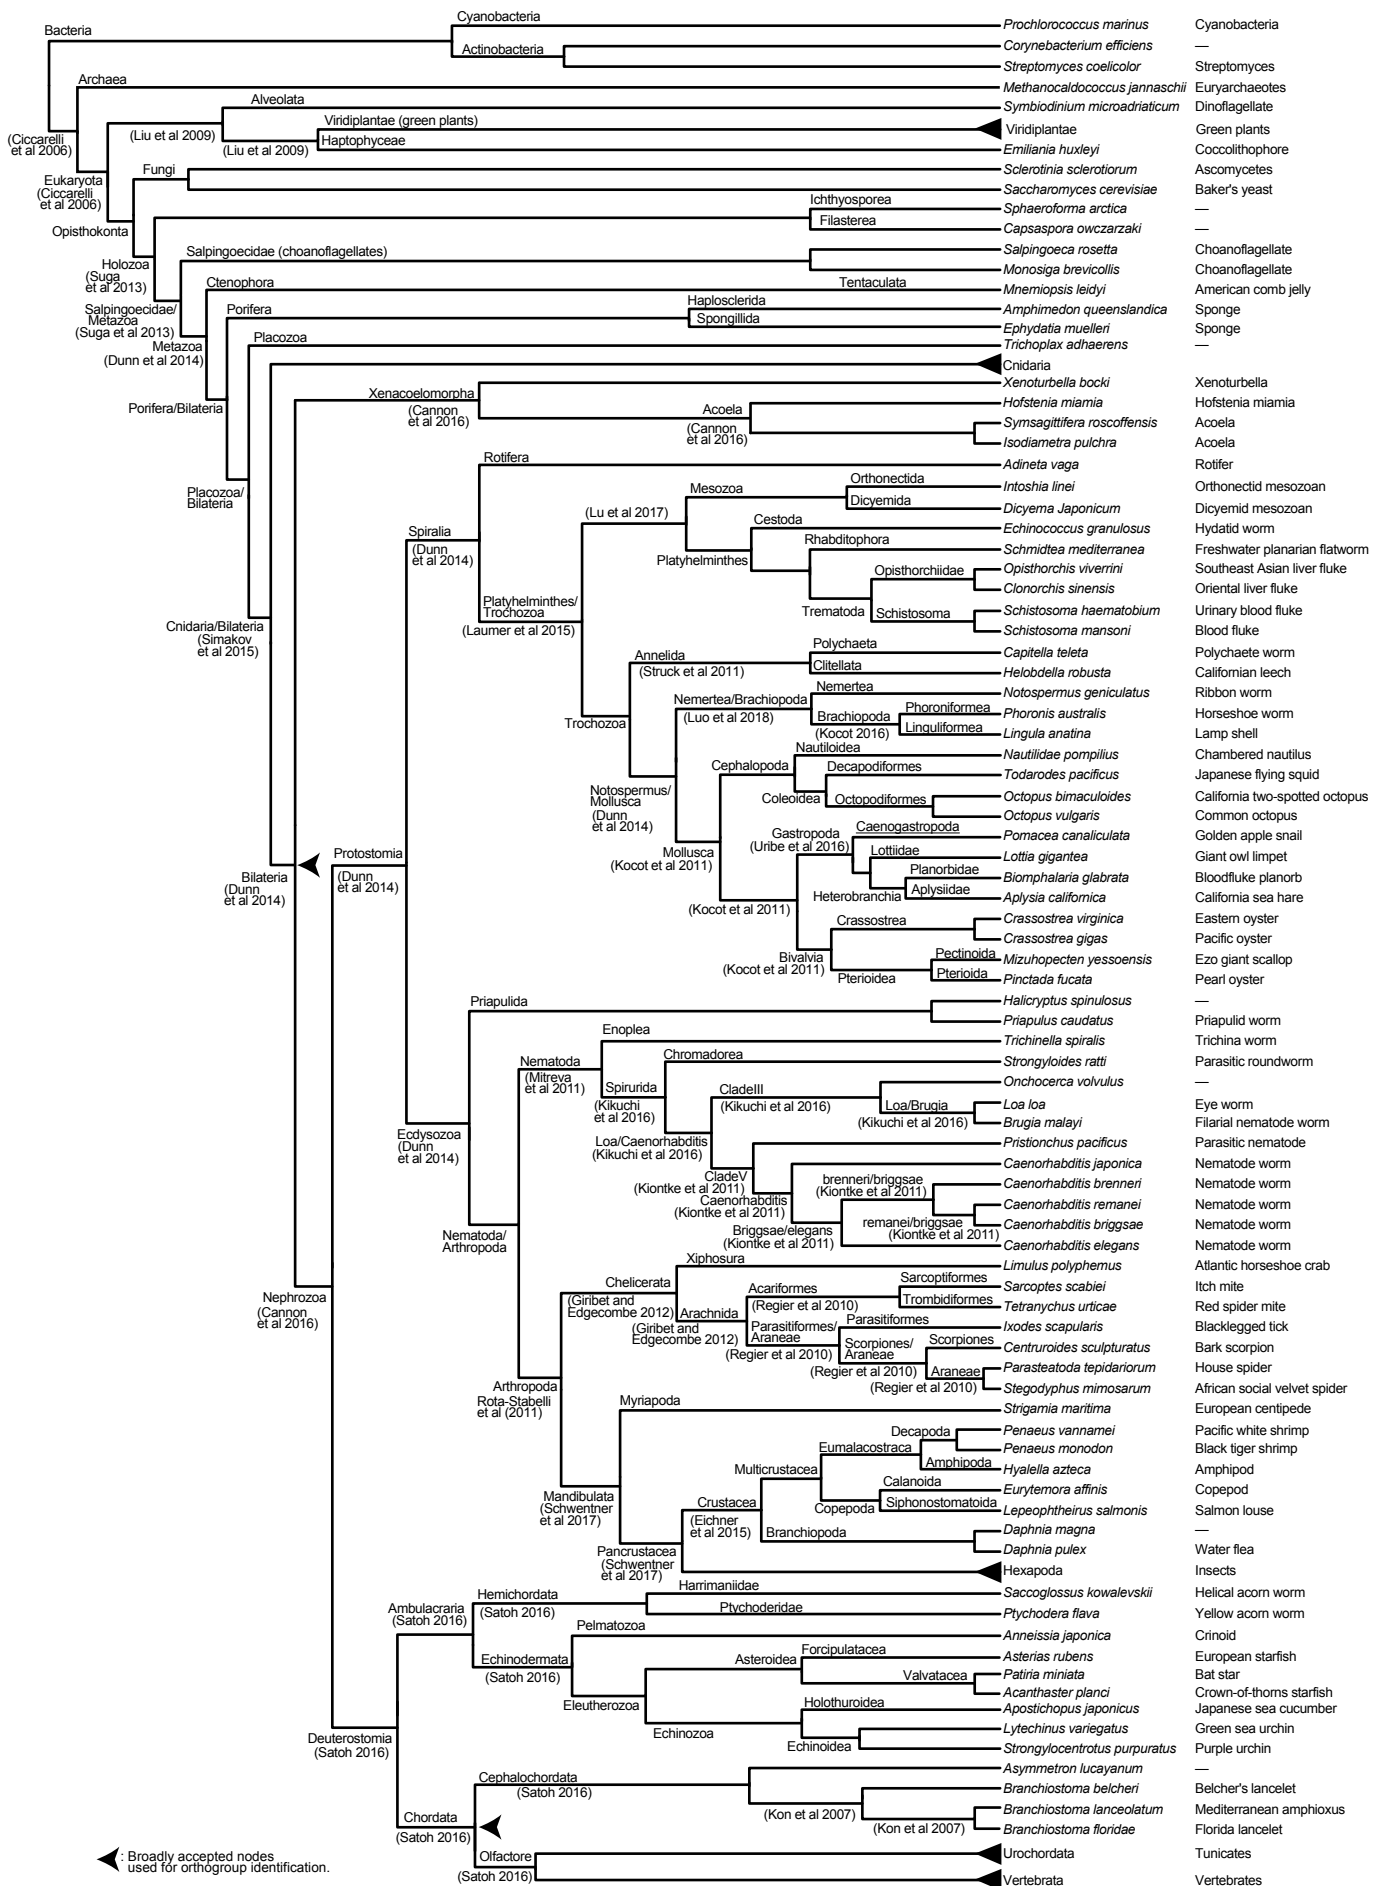 Cyanobacteria
Prochlorococcus marinus Cyanobacteria
Bacteria
Actinobacteria
Corynebacterium efficiens —
Streptomyces coelicolor Streptomyces
Archaea
Methanocaldococcus jannaschii Euryarchaeotes
Alveolata
Symbiodinium microadriaticum Dinoflagellate
(Ciccarelli
et al 2006)
(Liu et al 2009)
Viridiplantae (green plants)
Viridiplantae Green plants
(Liu et al 2009)
Haptophyceae
Emiliania huxleyi Coccolithophore
Eukaryota
(Ciccarelli
et al 2006)
Fungi
Sclerotinia sclerotiorum Ascomycetes
Saccharomyces cerevisiae Baker's yeast
Opisthokonta
Ichthyosporea
Sphaeroforma arctica —
Filasterea
Capsaspora owczarzaki —
Holozoa
(Suga
et al 2013)
Salpingoecidae (choanoflagellates)
Salpingoeca rosetta Choanoflagellate
Monosiga brevicollis Choanoflagellate
Salpingoecidae/
Metazoa
(Suga et al 2013)
Ctenophora
Tentaculata
Mnemiopsis leidyi American comb jelly
Metazoa
(Dunn et al 2014)
Porifera
Haplosclerida
Amphimedon queenslandica Sponge
Spongillida
Ephydatia muelleri Sponge
Porifera/Bilateria
Placozoa
Trichoplax adhaerens —
Placozoa/
Bilateria
Cnidaria
Cnidaria/Bilateria
(Simakov
et al 2015)
Xenacoelomorpha
(Cannon
et al 2016)
Xenoturbella bocki Xenoturbella
Acoela
(Cannon
et al 2016)
Hofstenia miamia Hofstenia miamia
Symsagittifera roscoffensis Acoela
Isodiametra pulchra Acoela
Rotifera
Adineta vaga Rotifer
Spiralia
(Dunn
et al 2014)
(Lu et al 2017)
Mesozoa
Orthonectida
Intoshia linei Orthonectid mesozoan
Dicyemida
Dicyema Japonicum Dicyemid mesozoan
Platyhelminthes
Cestoda
Echinococcus granulosus Hydatid worm
Rhabditophora
Schmidtea mediterranea Freshwater planarian flatworm
Trematoda
Opisthorchiidae
Opisthorchis viverrini Southeast Asian liver fluke
Clonorchis sinensis Oriental liver fluke
Schistosoma
Schistosoma haematobium Urinary blood fluke
Schistosoma mansoni Blood fluke
Platyhelminthes/
Trochozoa
(Laumer et al 2015)
Annelida
(Struck et al 2011)
Polychaeta
Capitella teleta Polychaete worm
Clitellata
Helobdella robusta Californian leech
Trochozoa
Nemertea/Brachiopoda
(Luo et al 2018)
Nemertea
Notospermus geniculatus Ribbon worm
Brachiopoda
(Kocot 2016)
Phoroniformea
Phoronis australis Horseshoe worm
Linguliformea
Lingula anatina Lamp shell
Notospermus/
Mollusca
(Dunn
et al 2014)
Cephalopoda
Nautiloidea
Nautilidae pompilius Chambered nautilus
Coleoidea
Decapodiformes
Todarodes pacificus Japanese flying squid
Octopodiformes
Octopus bimaculoides California two-spotted octopus
Octopus vulgaris Common octopus
Mollusca
(Kocot et al 2011)
Gastropoda
(Uribe et al 2016)
Caenogastropoda
Pomacea canaliculata Golden apple snail
Lottiidae
Lottia gigantea Giant owl limpet
Heterobranchia
Planorbidae
Biomphalaria glabrata Bloodfluke planorb
Aplysiidae
Aplysia californica California sea hare
(Kocot et al 2011)
Crassostrea
Crassostrea virginica Eastern oyster
Crassostrea gigas Pacific oyster
Bivalvia
(Kocot et al 2011)
Pterioidea
Pectinoida
Mizuhopecten yessoensis Ezo giant scallop
Pterioida
Pinctada fucata Pearl oyster
Bilateria
(Dunn
et al 2014)
Protostomia
(Dunn
et al 2014)
Priapulida
Halicryptus spinulosus —
Priapulus caudatus Priapulid worm
Ecdysozoa
(Dunn
et al 2014)
Nematoda
(Mitreva
et al 2011)
Enoplea
Trichinella spiralis Trichina worm
Spirurida
(Kikuchi
et al 2016)
Chromadorea
Strongyloides ratti Parasitic roundworm
Loa/Caenorhabditis
(Kikuchi et al 2016)
CladeIII
(Kikuchi et al 2016)
Onchocerca volvulus —
Loa/Brugia
(Kikuchi et al 2016)
Loa loa Eye worm
Brugia malayi Filarial nematode worm
CladeV
(Kiontke et al 2011)
Pristionchus pacificus Parasitic nematode
Caenorhabditis
(Kiontke et al 2011)
Caenorhabditis japonica Nematode worm
brenneri/briggsae
(Kiontke et al 2011)
Caenorhabditis brenneri Nematode worm
Caenorhabditis remanei Nematode worm
remanei/briggsae
(Kiontke et al 2011)
Caenorhabditis briggsae Nematode worm
Briggsae/elegans
(Kiontke et al 2011)
Caenorhabditis elegans Nematode worm
Nematoda/
Arthropoda
Chelicerata
(Giribet and
Edgecombe 2012)
Xiphosura
Limulus polyphemus Atlantic horseshoe crab
Arachnida
(Giribet and
Edgecombe 2012)
Acariformes
(Regier et al 2010)
Sarcoptiformes
Sarcoptes scabiei Itch mite
Trombidiformes
Tetranychus urticae Red spider mite
Parasitiformes/
Araneae
(Regier et al 2010)
Parasitiformes
Ixodes scapularis Blacklegged tick
Scorpiones/
Araneae
(Regier et al 2010)
Scorpiones
Centruroides sculpturatus Bark scorpion
Araneae
(Regier et al 2010)
Parasteatoda tepidariorum House spider
Stegodyphus mimosarum African social velvet spider
Nephrozoa
(Cannon
et al 2016)
Arthropoda
Rota-Stabelli
et al (2011)
Myriapoda
Strigamia maritima European centipede
Mandibulata
(Schwentner
et al 2017)
Crustacea
(Eichner
et al 2015)
Multicrustacea
Eumalacostraca
Decapoda
Penaeus vannamei Pacific white shrimp
Penaeus monodon Black tiger shrimp
Amphipoda
Hyalella azteca Amphipod
Copepoda
Calanoida
Eurytemora affinis Copepod
Siphonostomatoida
Lepeophtheirus salmonis Salmon louse
Branchiopoda
Daphnia magna —
Daphnia pulex Water flea
Pancrustacea
(Schwentner
et al 2017)
Hexapoda Insects
Ambulacraria
(Satoh 2016)
Hemichordata
(Satoh 2016)
Harrimaniidae
Saccoglossus kowalevskii Helical acorn worm
Ptychoderidae
Ptychodera flava Yellow acorn worm
Echinodermata
(Satoh 2016)
Pelmatozoa
Anneissia japonica Crinoid
Eleutherozoa
Asteroidea
Forcipulatacea
Asterias rubens European starfish
Valvatacea
Patiria miniata Bat star
Acanthaster planci Crown-of-thorns starfish
Echinozoa
Holothuroidea
Apostichopus japonicus Japanese sea cucumber
Echinoidea
Lytechinus variegatus Green sea urchin
Strongylocentrotus purpuratus Purple urchin
Deuterostomia
(Satoh 2016)
Cephalochordata
(Satoh 2016)
Asymmetron lucayanum —
(Kon et al 2007)
Branchiostoma belcheri Belcher's lancelet
(Kon et al 2007)
Branchiostoma lanceolatum Mediterranean amphioxus
Branchiostoma floridae Florida lancelet
Chordata
(Satoh 2016)
Olfactore
(Satoh 2016)
Urochordata Tunicates
Vertebrata Vertebrates
: Broadly accepted nodes
used for orthogroup identification.